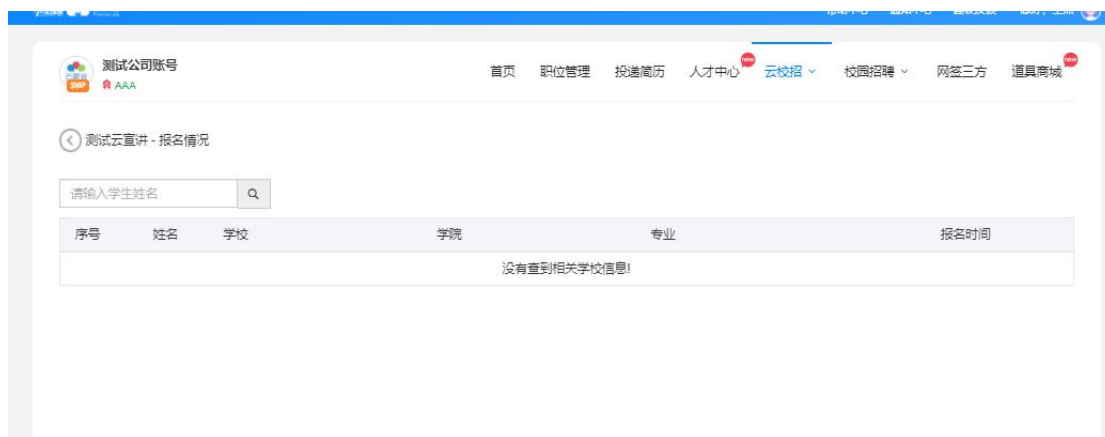 测试公司账号
AAA
首页 职位管理 投递简历 人才中心 new 云校招 校园招聘 网签三方 道具商城 new
测试云宣讲 - 报名情况
请输入学生姓名
序号 姓名 学校 学院 专业 报名时间
没有查到相关学校信息!